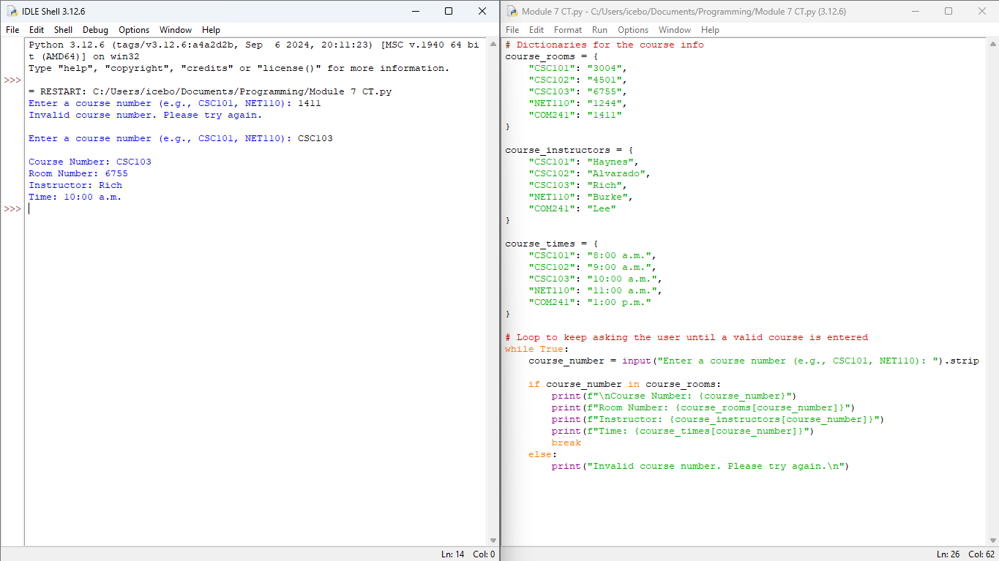 IDLE Shell 3.12.6
File Edit Shell Debug Options Window Help
Python 3.12.6 (tags/v3.12.6:a4a2d2b, Sep  6 2024, 20:11:23) [MSC v.1940 64 bi
t (AMD64)] on win32
Type "help", "copyright", "credits" or "license()" for more information.
>>>
= RESTART: C:/Users/icebo/Documents/Programming/Module 7 CT.py
Enter a course number (e.g., CSC101, NET110): 1411
Invalid course number. Please try again.
Enter a course number (e.g., CSC101, NET110): CSC103
Course Number: CSC103
Room Number: 6755
Instructor: Rich
Time: 10:00 a.m.
>>>
Ln: 14 Col: 0
Module 7 CT.py - C:/Users/icebo/Documents/Programming/Module 7 CT.py (3.12.6)
File Edit Format Run Options Window Help
# Dictionaries for the course info
course_rooms = {
    "CSC101": "3004",
    "CSC102": "4501",
    "CSC103": "6755",
    "NET110": "1244",
    "COM241": "1411"
}
course_instructors = {
    "CSC101": "Haynes",
    "CSC102": "Alvarado",
    "CSC103": "Rich",
    "NET110": "Burke",
    "COM241": "Lee"
}
course_times = {
    "CSC101": "8:00 a.m.",
    "CSC102": "9:00 a.m.",
    "CSC103": "10:00 a.m.",
    "NET110": "11:00 a.m.",
    "COM241": "1:00 p.m."
}
# Loop to keep asking the user until a valid course is entered
while True:
    course_number = input("Enter a course number (e.g., CSC101, NET110): ").strip
    if course_number in course_rooms:
        print(f"\nCourse Number: {course_number}")
        print(f"Room Number: {course_rooms[course_number]}")
        print(f"Instructor: {course_instructors[course_number]}")
        print(f"Time: {course_times[course_number]}")
        break
    else:
        print("Invalid course number. Please try again.\n")
Ln: 26 Col: 62